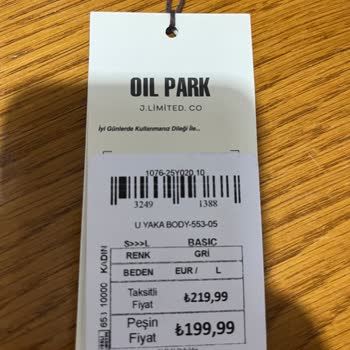 OIL PARK
J.LIMITED. CO
İyi Günlerde Kullanmanız Dileği İle...
1076-25Y020.10
3249 1388
U YAKA BODY-553-05
S>>>L BASIC
RENK GRİ
BEDEN EUR / L
Taksitli Fiyat ₺219,99
Peşin Fiyat ₺199,99
10000 KADIN